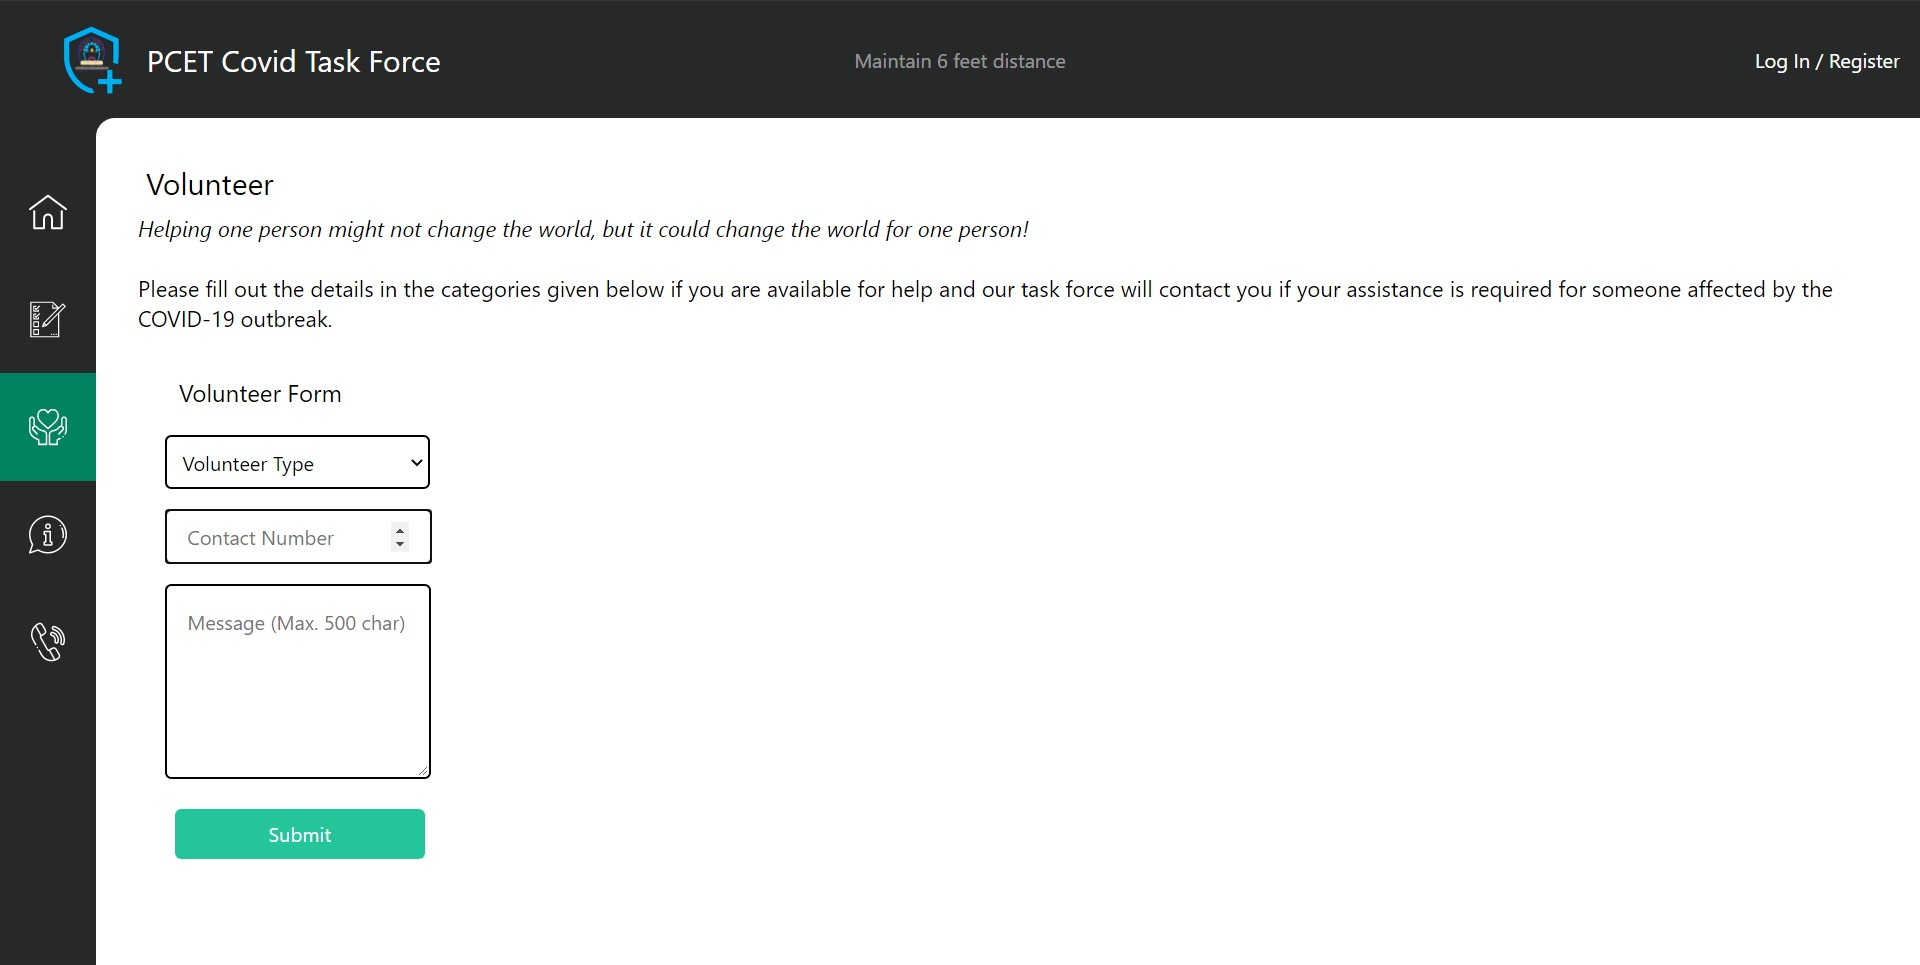 PCET Covid Task Force
Maintain 6 feet distance
Log In / Register
Volunteer
Helping one person might not change the world, but it could change the world for one person!
Please fill out the details in the categories given below if you are available for help and our task force will contact you if your assistance is required for someone affected by the
COVID-19 outbreak.
Volunteer Form
Volunteer Type
Contact Number
Message (Max. 500 char)
Submit